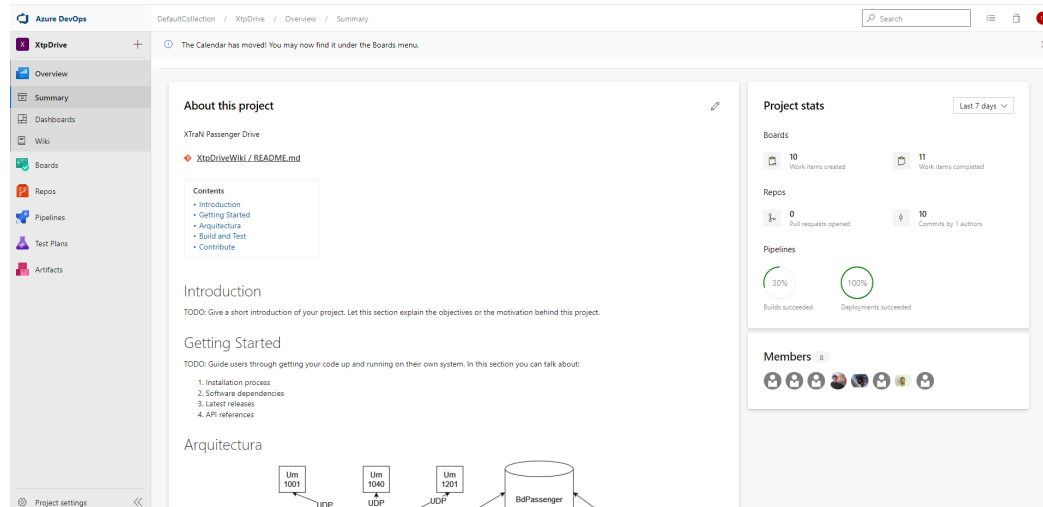 Azure DevOps
DefaultCollection / XtpDrive / Overview / Summary
Search
X XtpDrive
The Calendar has moved! You may now find it under the Boards menu.
Overview
Summary
Dashboards
Wiki
Boards
Repos
Pipelines
Test Plans
Artifacts
Project settings
About this project
XTraN Passenger Drive
XtpDriveWiki / README.md
Contents
• Introduction
• Getting Started
• Arquitectura
• Build and Test
• Contribute
Introduction
TODO: Give a short introduction of your project. Let this section explain the objectives or the motivation behind this project.
Getting Started
TODO: Guide users through getting your code up and running on their own system. In this section you can talk about:
1. Installation process
2. Software dependencies
3. Latest releases
4. API references
Arquitectura
Um 1001
Um 1040
Um 1201
UDP
UDP
UDP
BdPassenger
Project stats
Last 7 days
Boards
10
Work items created
11
Work items completed
Repos
0
Pull requests opened
10
Commits by 1 authors
Pipelines
30%
Builds succeeded
100%
Deployments succeeded
Members 8